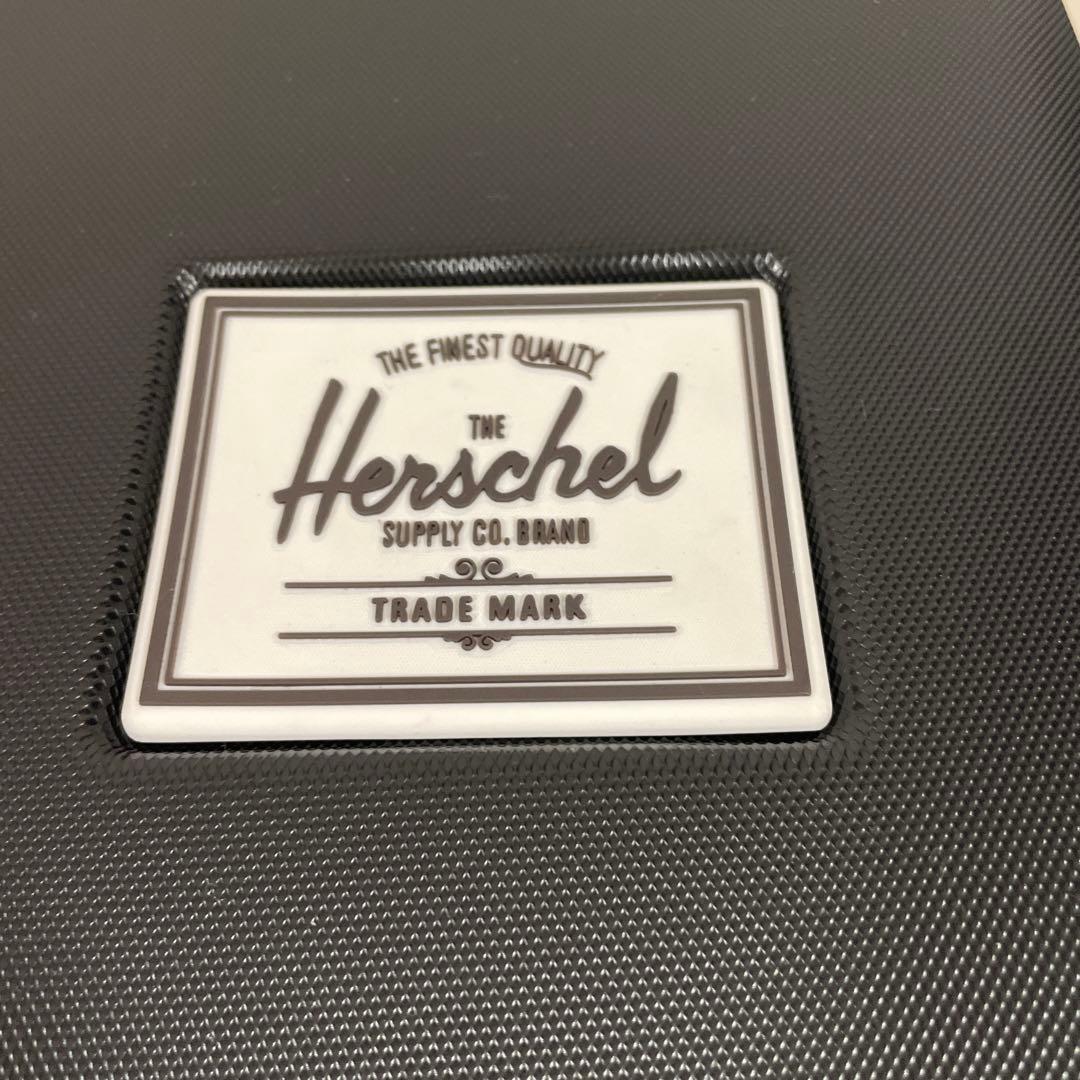 THE FINEST QUALITY
THE
Herschel
SUPPLY CO. BRAND
TRADE MARK